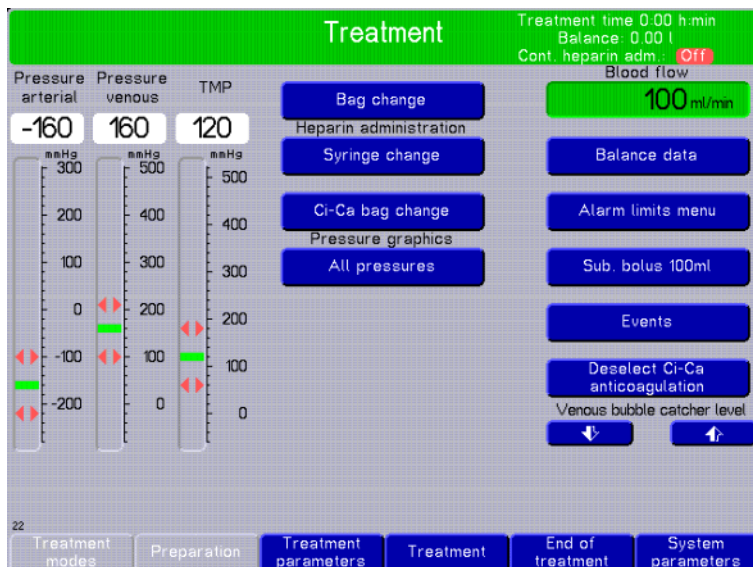 Treatment
Treatment time 0:00 h:min
Balance: 0.00 l
Cont. heparin adm.: Off
Pressure arterial
Pressure venous
TMP
-160
160
120
mmHg
300
200
100
0
-100
-200
mmHg
500
400
300
200
100
0
mmHg
500
400
300
200
100
0
Bag change
Heparin administration
Syringe change
Ci-Ca bag change
Pressure graphics
All pressures
Blood flow
100 ml/min
Balance data
Alarm limits menu
Sub. bolus 100ml
Events
Deselect Ci-Ca
anticoagulation
Venous bubble catcher level
22
Treatment
modes
Preparation
Treatment
parameters
Treatment
End of
treatment
System
parameters